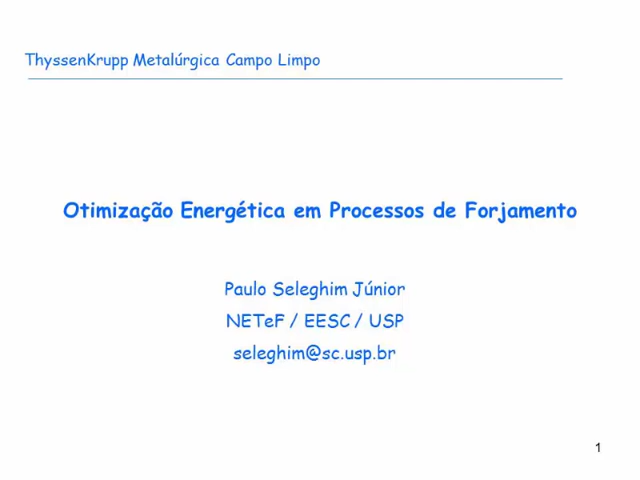 ThyssenKrupp Metalúrgica Campo Limpo
Otimização Energética em Processos de Forjamento
Paulo Seleghim Júnior
NETeF / EESC / USP
seleghim@sc.usp.br
1